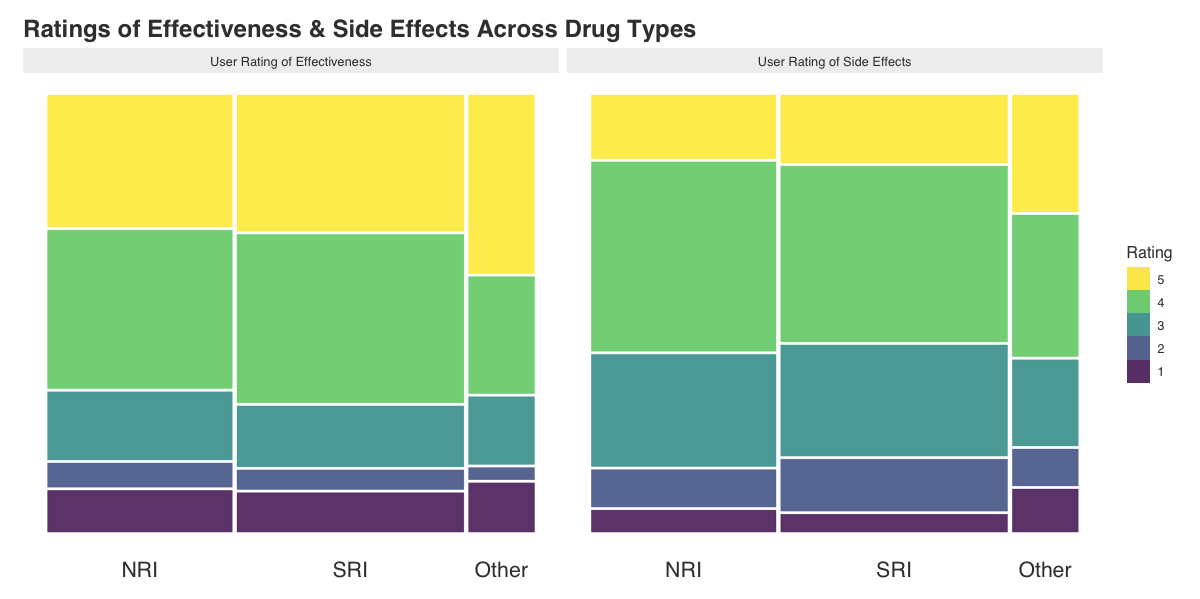 Ratings of Effectiveness & Side Effects Across Drug Types
User Rating of Effectiveness
User Rating of Side Effects
Rating
5
4
3
2
1
NRI
SRI
Other
NRI
SRI
Other